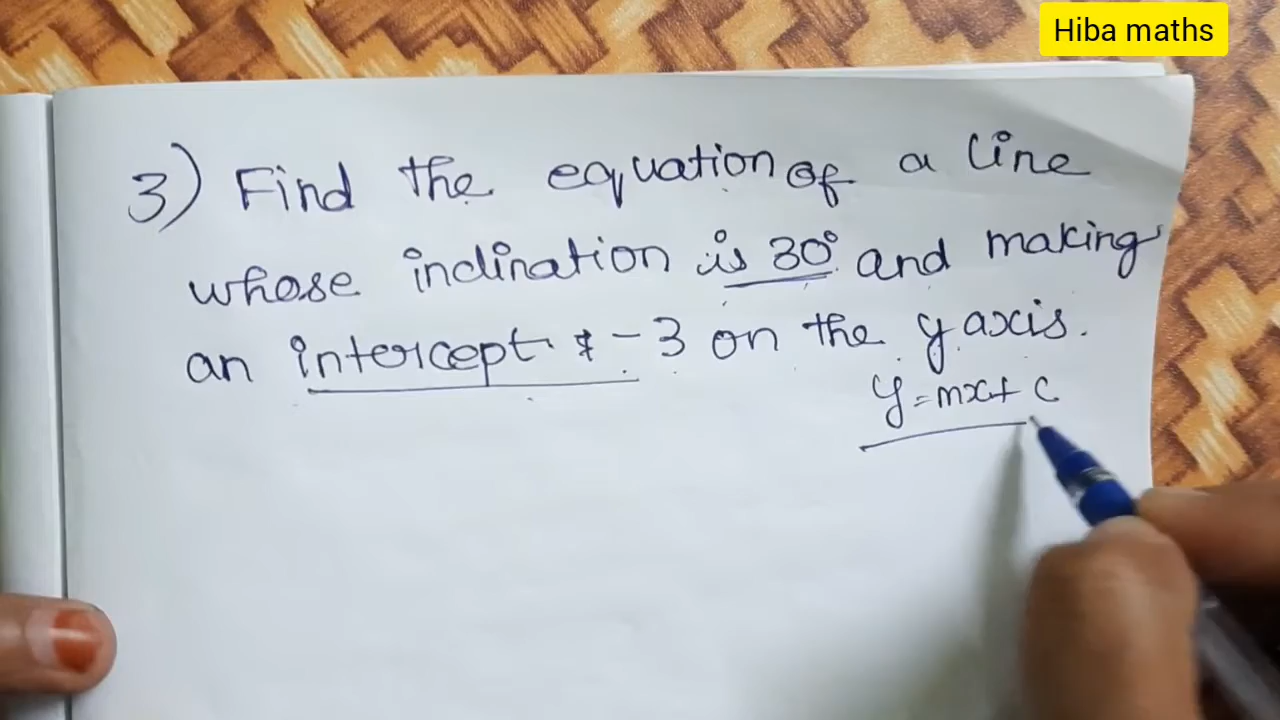 Hiba maths
3) Find the equation of a line
whose inclination is 30° and making
an intercept -3 on the y axis.
y=mx+c